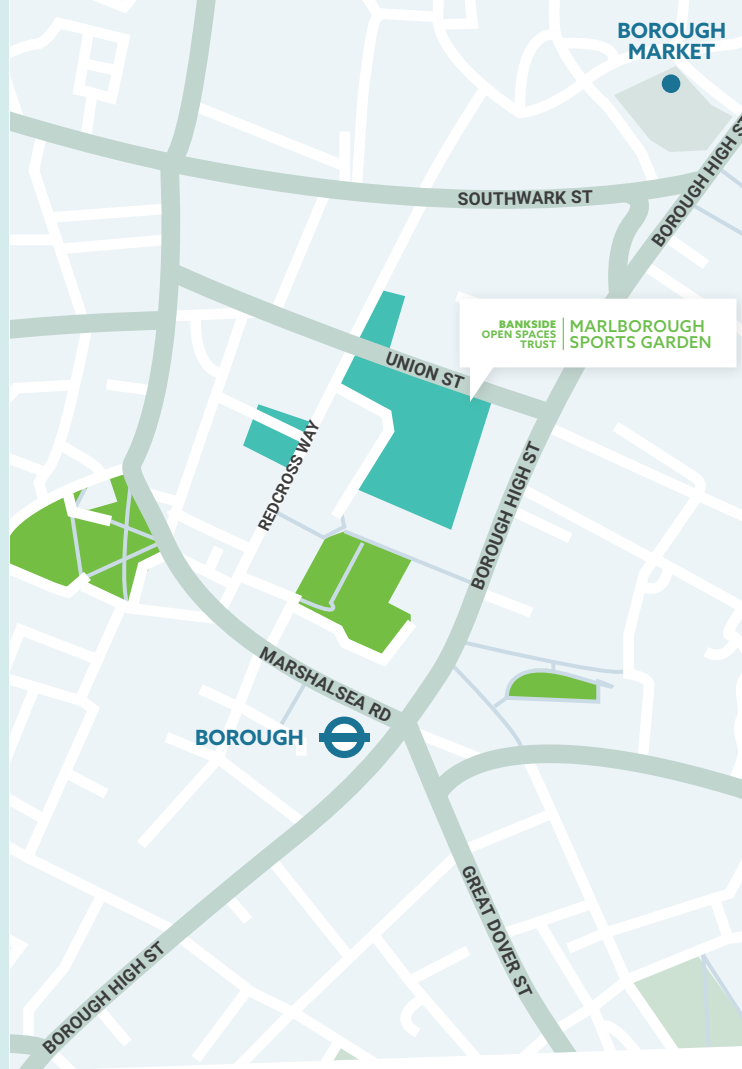 BOROUGH
MARKET
SOUTHWARK ST
BOROUGH HIGH ST
BANKSIDE
OPEN SPACES
TRUST
MARLBOROUGH
SPORTS GARDEN
UNION ST
REDCROSS WAY
BOROUGH HIGH ST
MARSHALSEA RD
BOROUGH
GREAT DOVER ST
BOROUGH HIGH ST